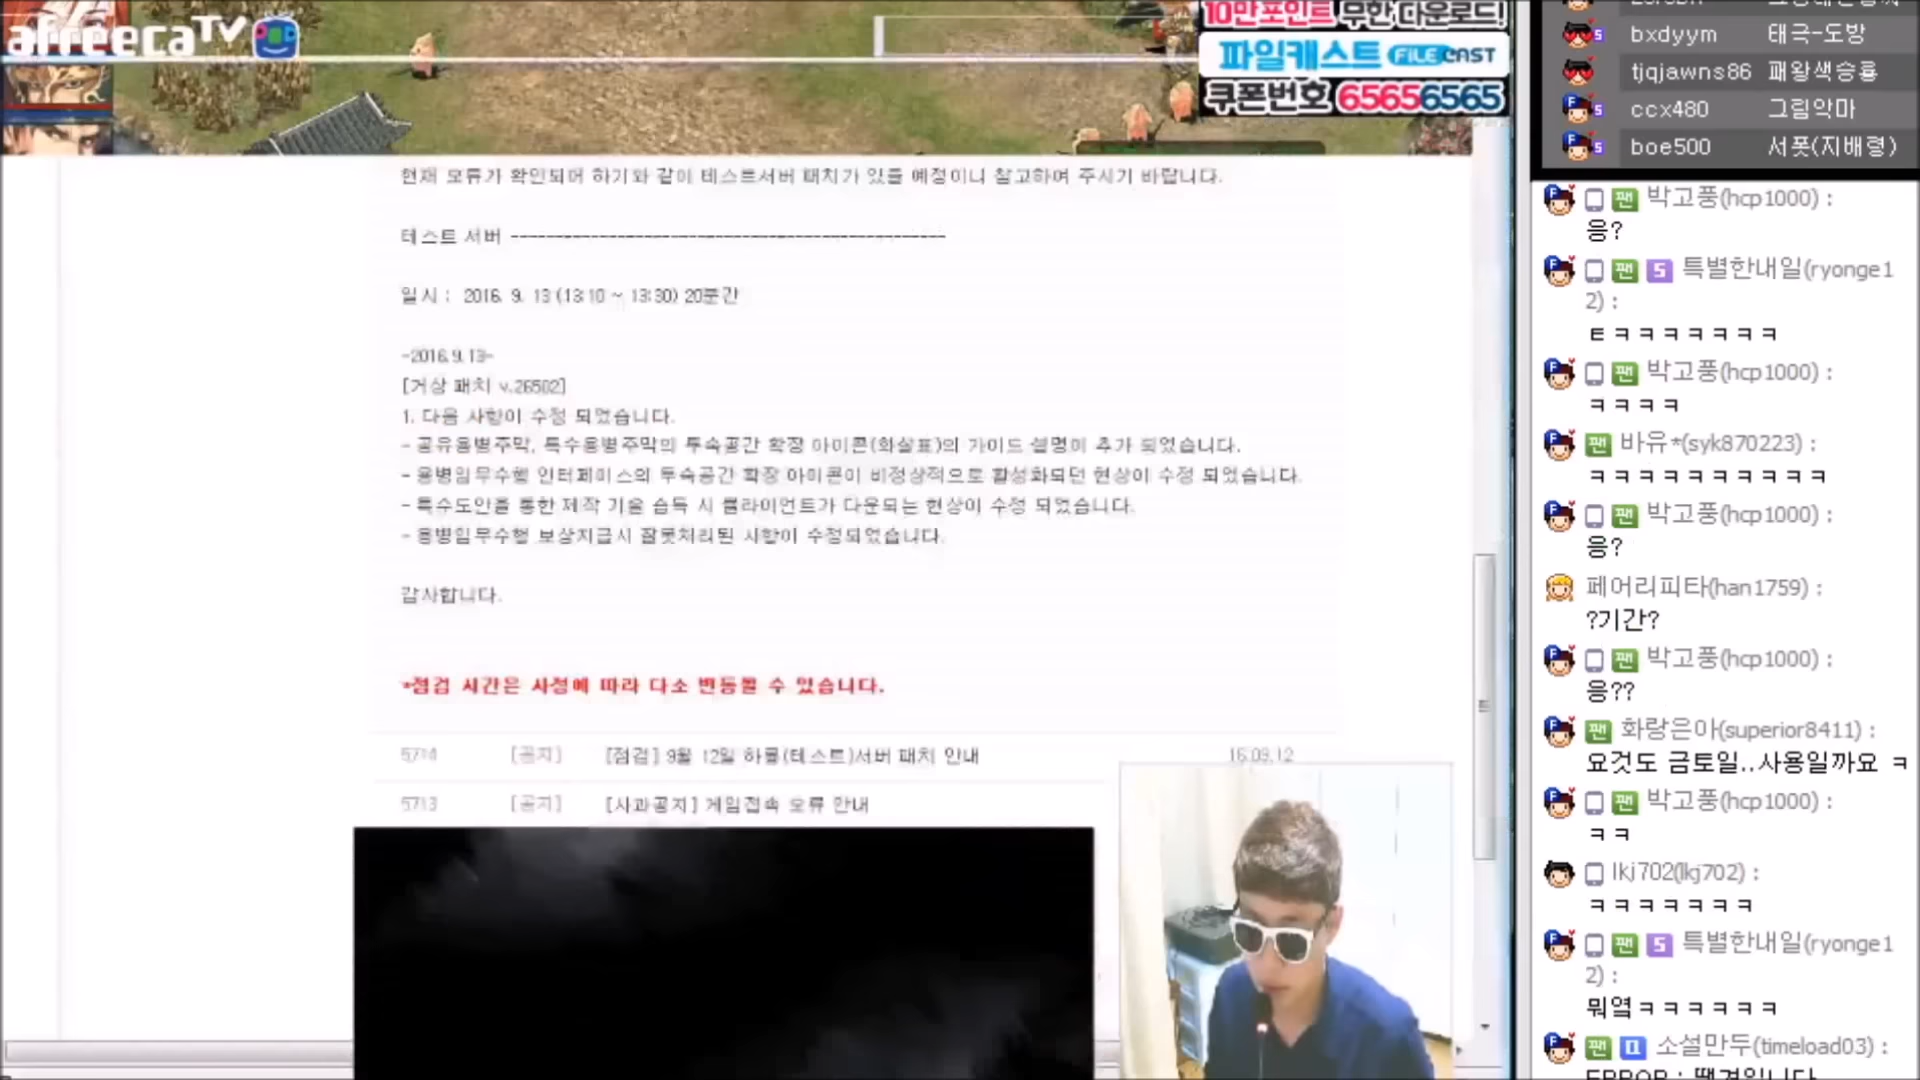 afreecaTV
10만포인트 무한 다운로드!
파일캐스트 FILE CAST
쿠폰번호 65656565
bxdyym 태극-도방
tjqjawns86 패왕색승룡
ccx480 그림악마
boe500 서폿(지배령)
현재 오류가 확인되어 하기와 같이 테스트서버 패치가 있을 예정이니 참고하여 주시기 바랍니다.
테스트 서버 ------------------------------------------------
일시 : 2016. 9. 13 (13:10 ~ 13:30) 20분간
-2016.9.13-
[거상 패치 v.26502]
1. 다음 사항이 수정 되었습니다.
- 공유용병주막, 특수용병주막의 투숙공간 확장 아이콘(화살표)의 가이드 설명이 추가 되었습니다.
- 용병임무수행 인터페이스의 투숙공간 확장 아이콘이 비정상적으로 활성화되던 현상이 수정 되었습니다.
- 특수도안을 통한 제작 기술 습득 시 클라이언트가 다운되는 현상이 수정 되었습니다.
- 용병임무수행 보상지급시 잘못처리된 사항이 수정되었습니다.
감사합니다.
*점검 시간은 사정에 따라 다소 변동될 수 있습니다.
5714 [공지] [점검] 9월 12일 하룰(테스트)서버 패치 안내 16.09.12
5713 [공지] [사과공지] 게임접속 오류 안내
박고풍(hcp1000) :
응?
특별한내일(ryonge1
2) :
ㅌㅋㅋㅋㅋㅋㅋㅋ
박고풍(hcp1000) :
ㅋㅋㅋㅋ
바유*(syk870223) :
ㅋㅋㅋㅋㅋㅋㅋㅋㅋㅋ
박고풍(hcp1000) :
응?
페어리피타(han1759) :
?기간?
박고풍(hcp1000) :
응??
화랑은아(superior8411) :
요것도 금토일..사용일까요 ㅋ
박고풍(hcp1000) :
ㅋㅋ
lkj702(lkj702) :
ㅋㅋㅋㅋㅋㅋㅋ
특별한내일(ryonge1
2) :
뭐옄ㅋㅋㅋㅋㅋㅋ
소설만두(timeload03) :
ERROR :